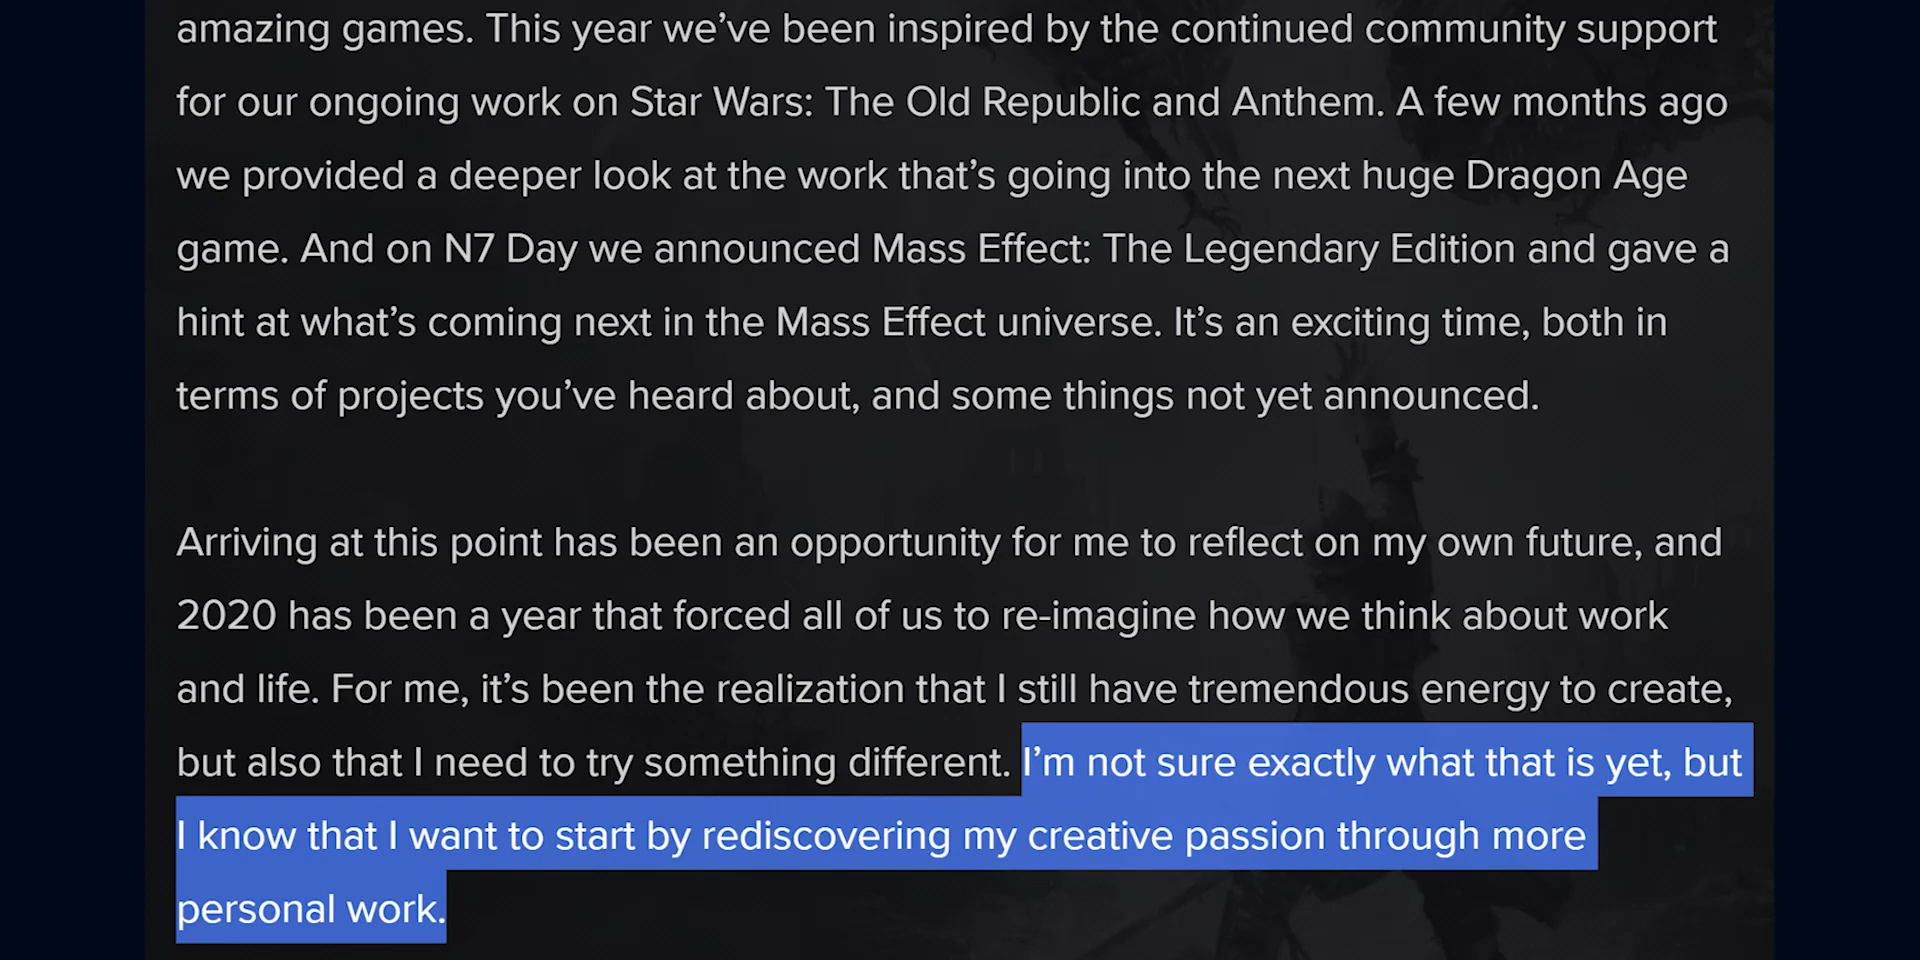 amazing games. This year we’ve been inspired by the continued community support
for our ongoing work on Star Wars: The Old Republic and Anthem. A few months ago
we provided a deeper look at the work that’s going into the next huge Dragon Age
game. And on N7 Day we announced Mass Effect: The Legendary Edition and gave a
hint at what’s coming next in the Mass Effect universe. It’s an exciting time, both in
terms of projects you’ve heard about, and some things not yet announced.
Arriving at this point has been an opportunity for me to reflect on my own future, and
2020 has been a year that forced all of us to re-imagine how we think about work
and life. For me, it’s been the realization that I still have tremendous energy to create,
but also that I need to try something different. I’m not sure exactly what that is yet, but
I know that I want to start by rediscovering my creative passion through more
personal work.